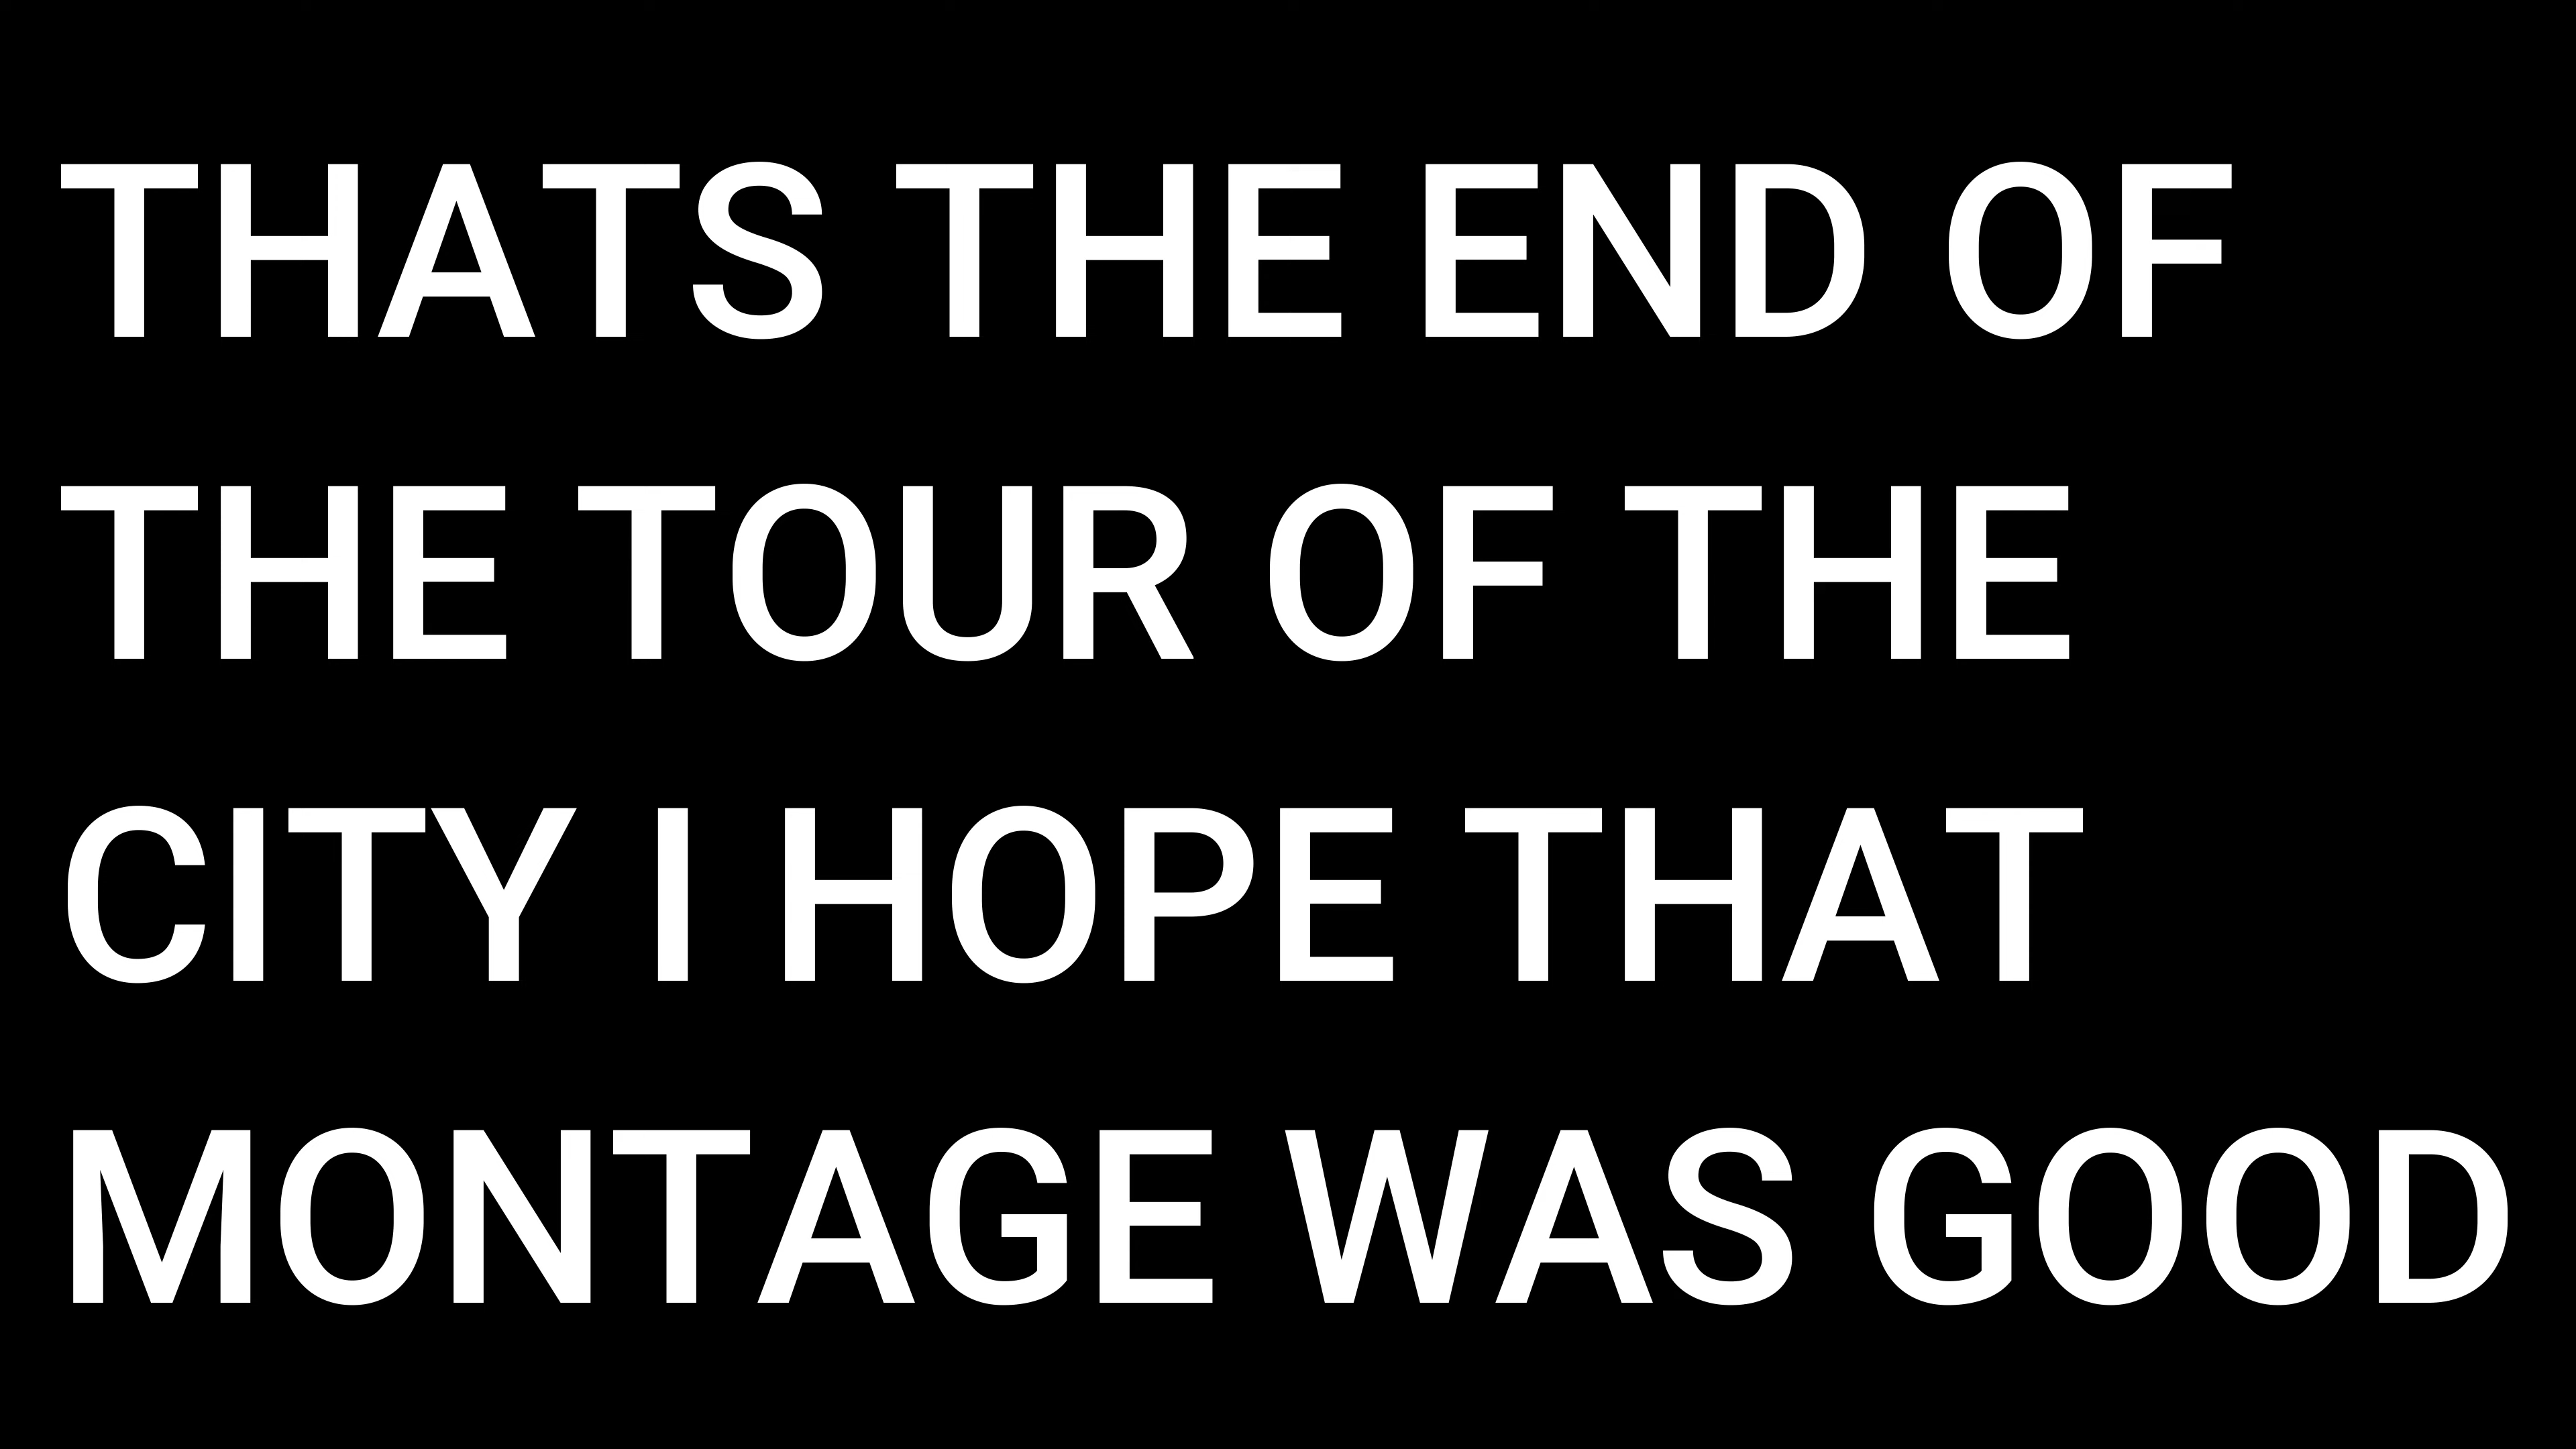 THATS THE END OF
THE TOUR OF THE
CITY I HOPE THAT
MONTAGE WAS GOOD